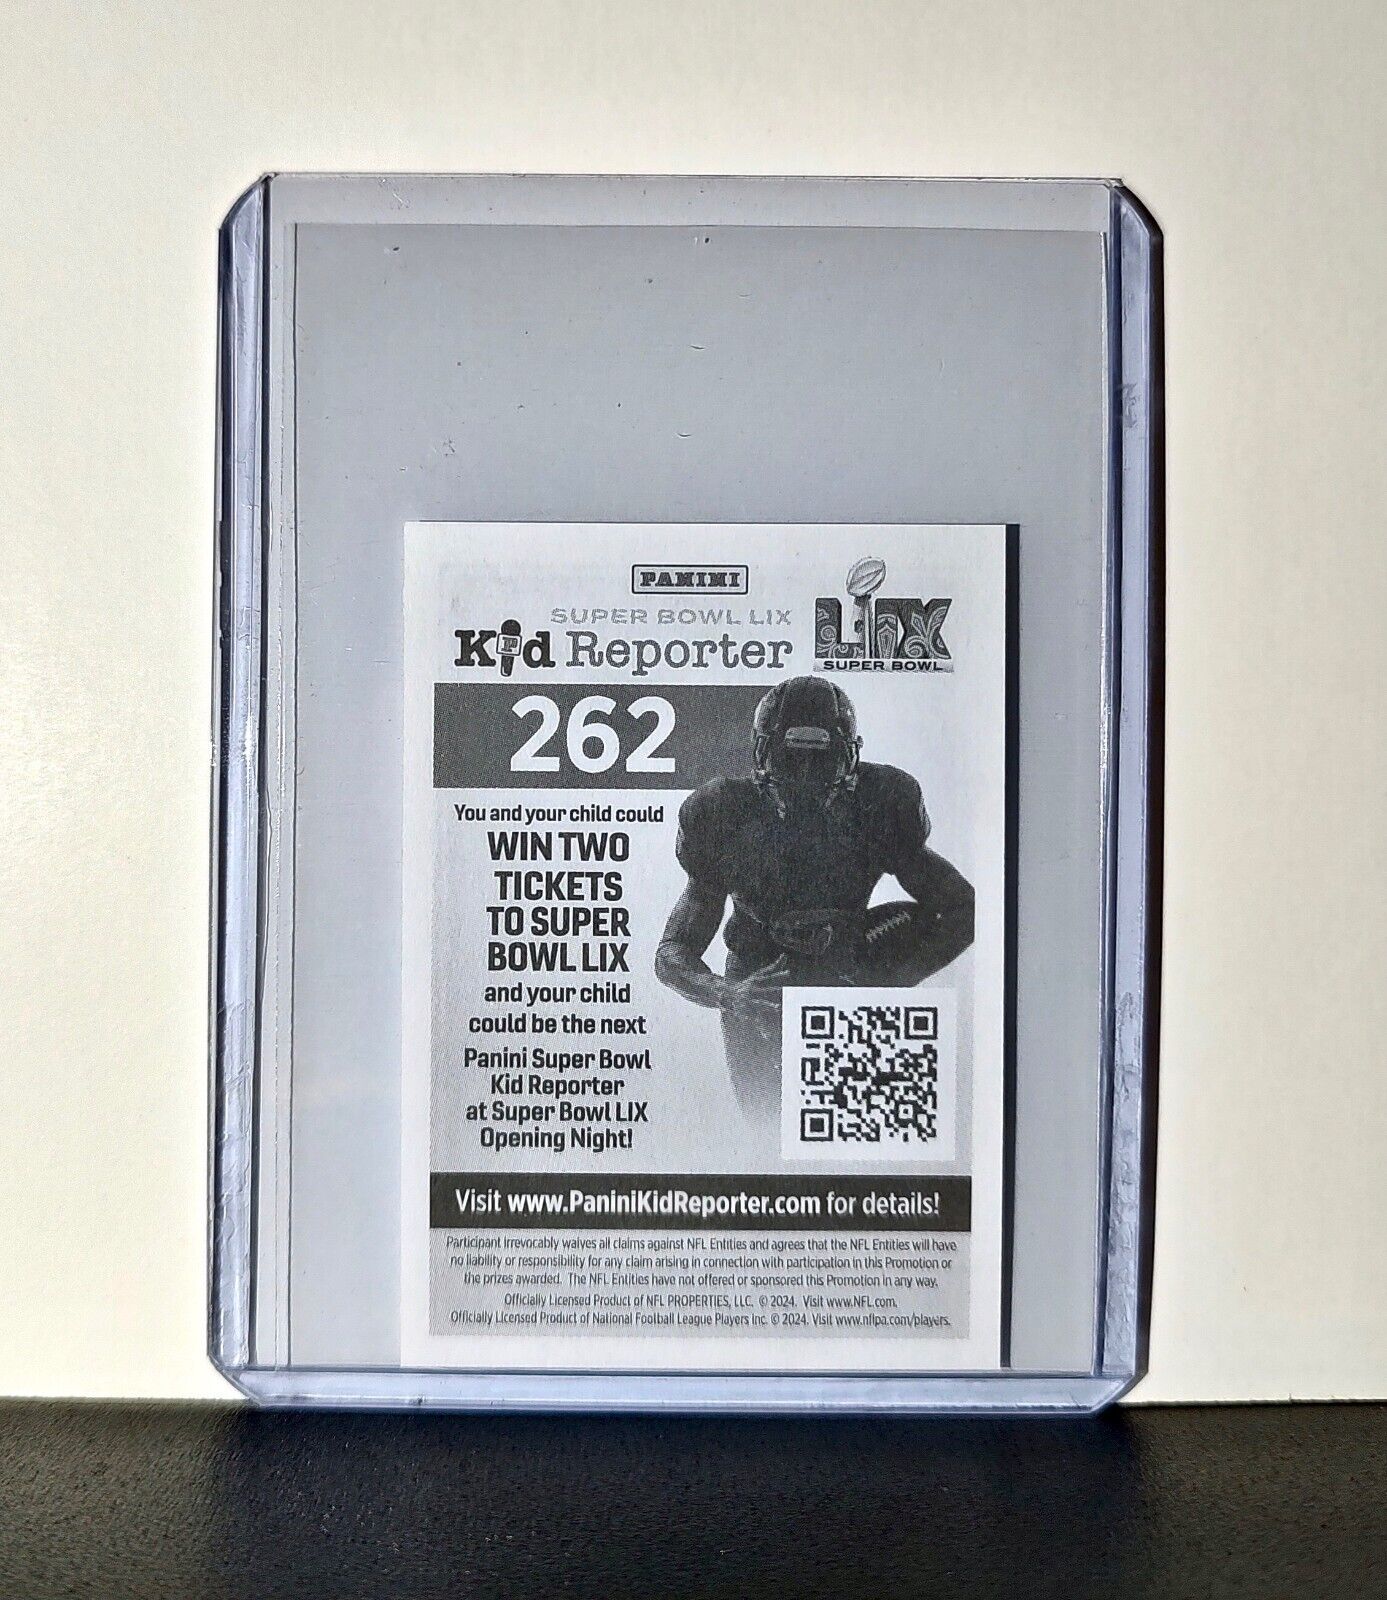 PANINI
SUPER BOWL LIX
Kid Reporter
LIX
SUPER BOWL
262
You and your child could
WIN TWO
TICKETS
TO SUPER
BOWL LIX
and your child
could be the next
Panini Super Bowl
Kid Reporter
at Super Bowl LIX
Opening Night!
Visit www.PaniniKidReporter.com for details!
Participant irrevocably waives all claims against NFL Entities and agrees that the NFL Entities will have
no liability or responsibility for any claim arising in connection with participation in this Promotion or
the prizes awarded. The NFL Entities have not offered or sponsored this Promotion in any way.
Officially Licensed Product of NFL PROPERTIES, LLC. © 2024. Visit www.NFL.com.
Officially Licensed Product of National Football League Players Inc. © 2024. Visit www.nflpa.com/players.